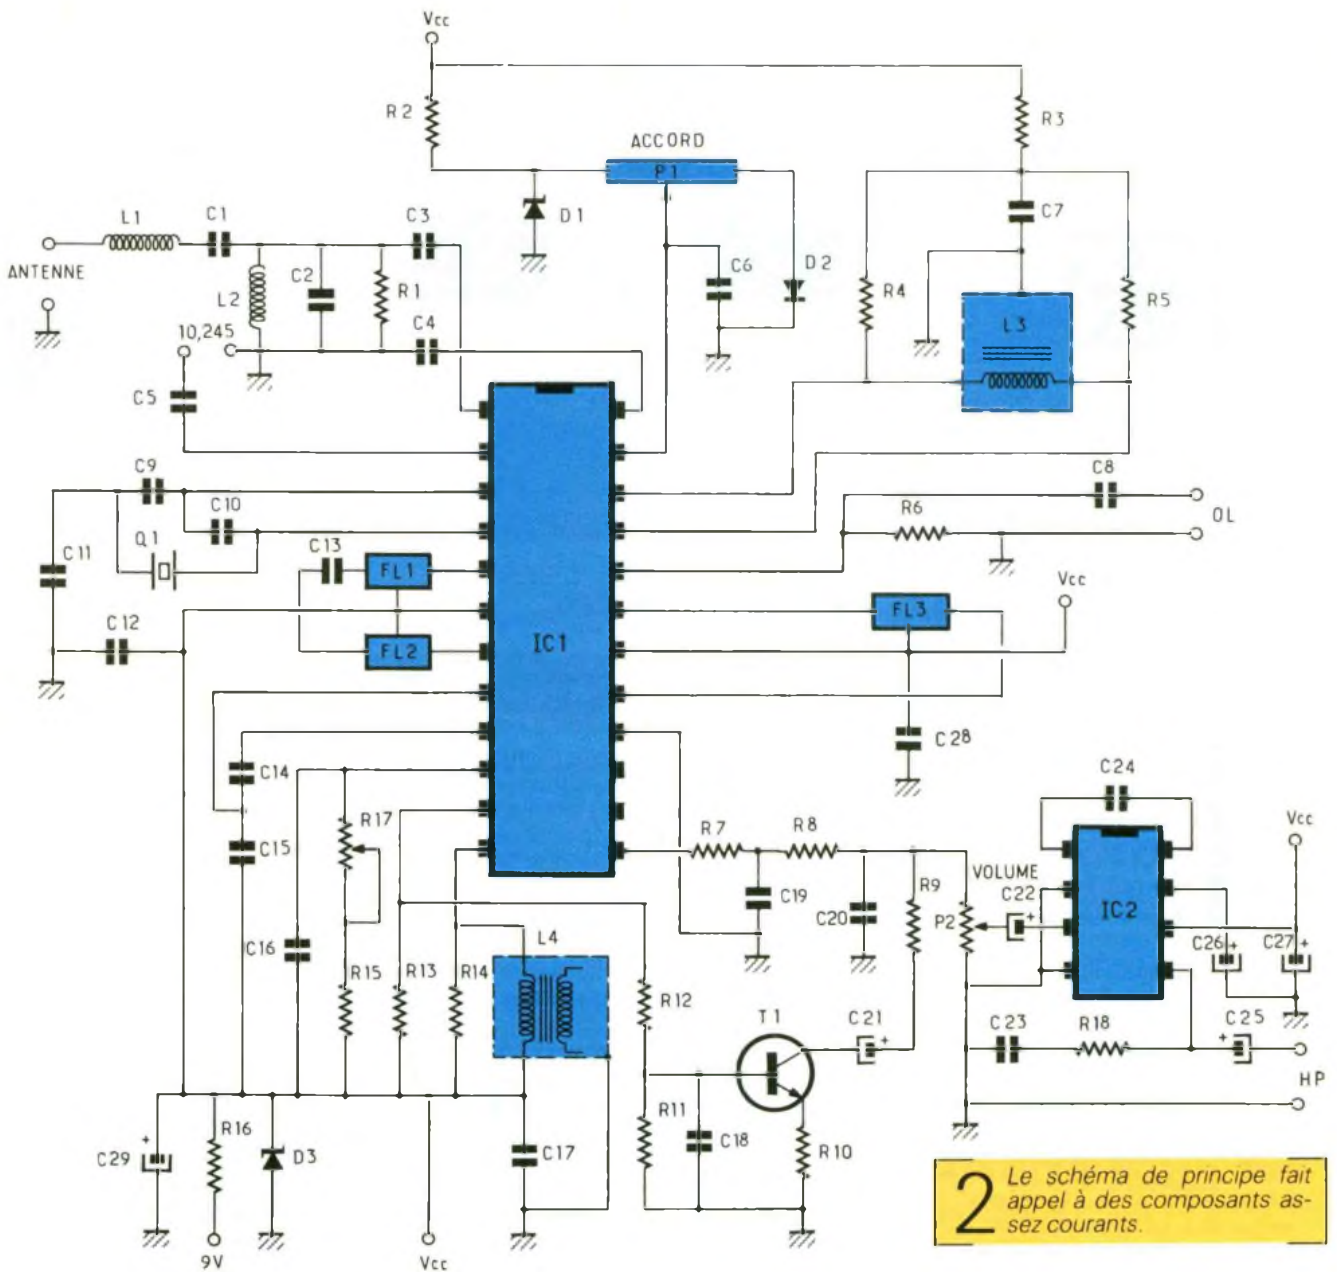 Vcc
R2
R3
ACCORD
P1
L1
C1
C3
D1
C7
ANTENNE
L2
C2
R1
C6
D2
R4
R5
L3
10,245
C4
C5
C9
C10
C8
R6
OL
C11
Q1
C13
FL1
Vcc
C12
FL2
IC1
FL3
C28
C14
C24
R17
R7
R8
Vcc
C15
VOLUME
C19
R9
C22
C20
P2
IC2
C16
L4
C26
C27
R15
R13
R14
R12
T1
C21
C23
R18
C25
HP
R16
R11
C29
D3
C17
C18
R10
9V
Vcc
2
Le schéma de principe fait
appel à des composants as-
sez courants.